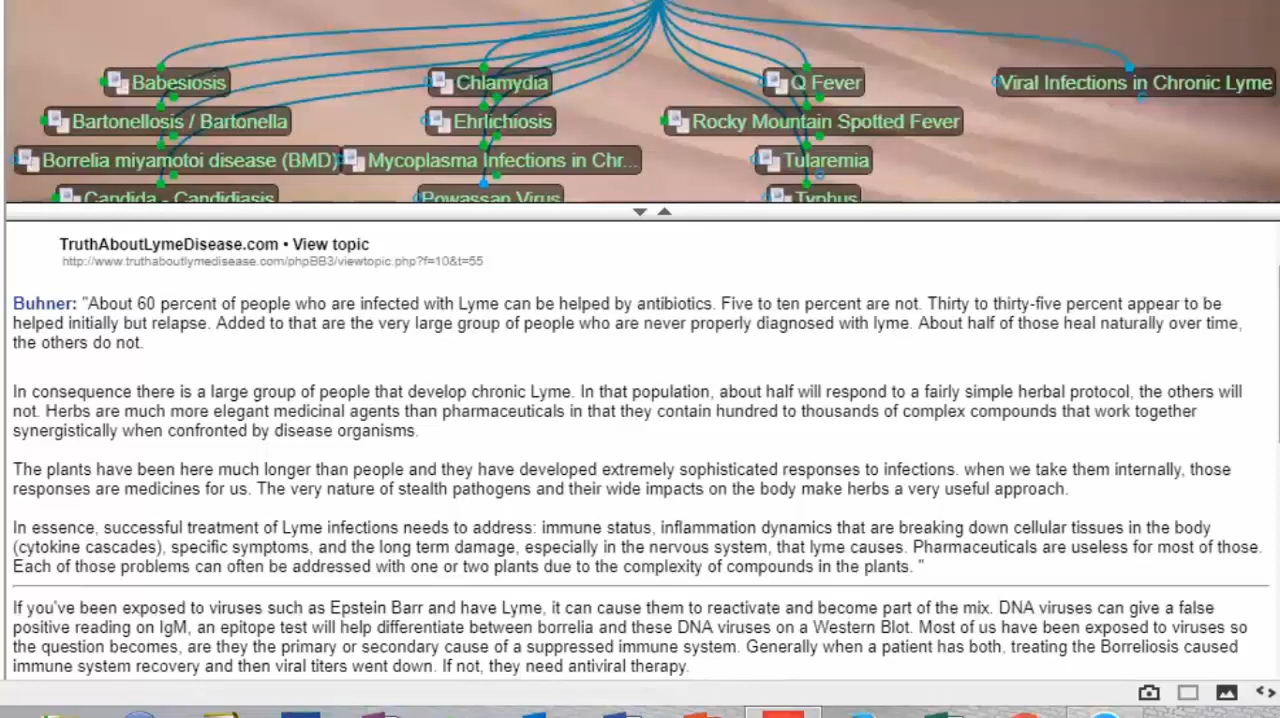 Babesiosis
Chlamydia
Q Fever
Viral Infections in Chronic Lyme
Bartonellosis / Bartonella
Ehrlichiosis
Rocky Mountain Spotted Fever
Borrelia miyamotoi disease (BMD)
Mycoplasma Infections in Chr...
Tularemia
Candida - Candidiasis
Powassan Virus
Typhus
TruthAboutLymeDisease.com • View topic
http://www.truthaboutlymedisease.com/phpBB3/viewtopic.php?f=10&t=55
Buhner: "About 60 percent of people who are infected with Lyme can be helped by antibiotics. Five to ten percent are not. Thirty to thirty-five percent appear to be
helped initially but relapse. Added to that are the very large group of people who are never properly diagnosed with lyme. About half of those heal naturally over time,
the others do not.
In consequence there is a large group of people that develop chronic Lyme. In that population, about half will respond to a fairly simple herbal protocol, the others will
not. Herbs are much more elegant medicinal agents than pharmaceuticals in that they contain hundred to thousands of complex compounds that work together
synergistically when confronted by disease organisms.
The plants have been here much longer than people and they have developed extremely sophisticated responses to infections. when we take them internally, those
responses are medicines for us. The very nature of stealth pathogens and their wide impacts on the body make herbs a very useful approach.
In essence, successful treatment of Lyme infections needs to address: immune status, inflammation dynamics that are breaking down cellular tissues in the body
(cytokine cascades), specific symptoms, and the long term damage, especially in the nervous system, that lyme causes. Pharmaceuticals are useless for most of those.
Each of those problems can often be addressed with one or two plants due to the complexity of compounds in the plants. "
If you've been exposed to viruses such as Epstein Barr and have Lyme, it can cause them to reactivate and become part of the mix. DNA viruses can give a false
positive reading on IgM, an epitope test will help differentiate between borrelia and these DNA viruses on a Western Blot. Most of us have been exposed to viruses so
the question becomes, are they the primary or secondary cause of a suppressed immune system. Generally when a patient has both, treating the Borreliosis caused
immune system recovery and then viral titers went down. If not, they need antiviral therapy.